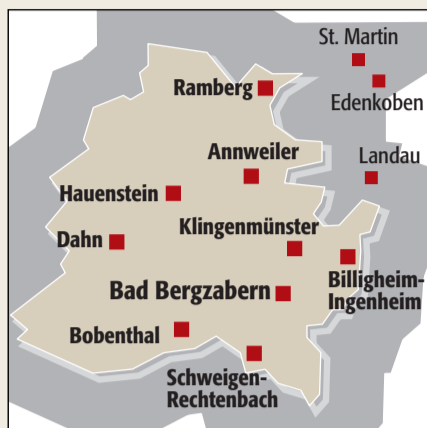 St. Martin
Edenkoben
Ramberg
Annweiler
Landau
Hauenstein
Klingenmünster
Dahn
Billigheim-
Ingenheim
Bad Bergzabern
Bobenthal
Schweigen-
Rechtenbach